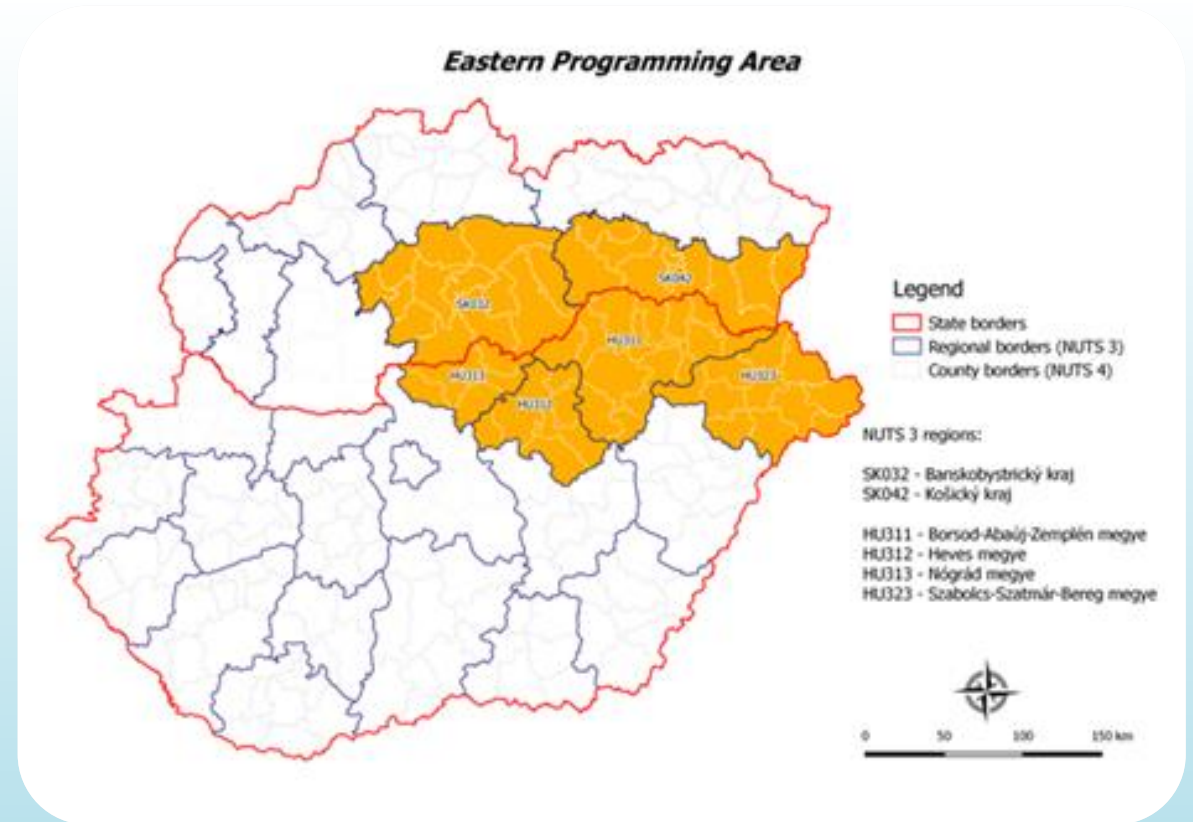 Eastern Programming Area
SK042
SK032
HU311
HU313
HU323
HU312
Legend
State borders
Regional borders (NUTS 3)
County borders (NUTS 4)
NUTS 3 regions:
SK032 - Banskobystrický kraj
SK042 - Košický kraj
HU311 - Borsod-Abaúj-Zemplén megye
HU312 - Heves megye
HU313 - Nógrád megye
HU323 - Szabolcs-Szatmár-Bereg megye
0 50 100 150 km